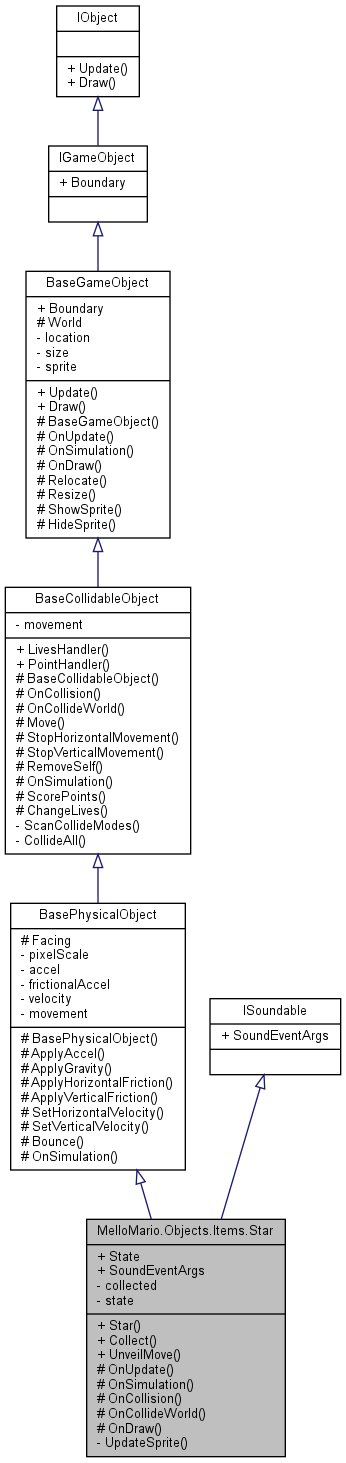 IObject
+ Update()
+ Draw()
IGameObject
+ Boundary
BaseGameObject
+ Boundary
# World
- location
- size
- sprite
+ Update()
+ Draw()
# BaseGameObject()
# OnUpdate()
# OnSimulation()
# OnDraw()
# Relocate()
# Resize()
# ShowSprite()
# HideSprite()
BaseCollidableObject
- movement
+ LivesHandler()
+ PointHandler()
# BaseCollidableObject()
# OnCollision()
# OnCollideWorld()
# Move()
# StopHorizontalMovement()
# StopVerticalMovement()
# RemoveSelf()
# OnSimulation()
# ScorePoints()
# ChangeLives()
- ScanCollideModes()
- CollideAll()
BasePhysicalObject
# Facing
- pixelScale
- accel
- frictionalAccel
- velocity
- movement
# BasePhysicalObject()
# ApplyAccel()
# ApplyGravity()
# ApplyHorizontalFriction()
# ApplyVerticalFriction()
# SetHorizontalVelocity()
# SetVerticalVelocity()
# Bounce()
# OnSimulation()
ISoundable
+ SoundEventArgs
MelloMario.Objects.Items.Star
+ State
+ SoundEventArgs
- collected
- state
+ Star()
+ Collect()
+ UnveilMove()
# OnUpdate()
# OnSimulation()
# OnCollision()
# OnCollideWorld()
# OnDraw()
- UpdateSprite()